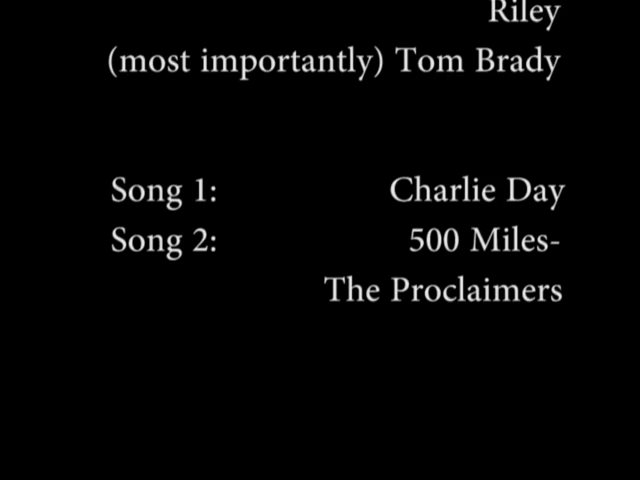 Riley
(most importantly) Tom Brady
Song 1: Charlie Day
Song 2: 500 Miles-
The Proclaimers